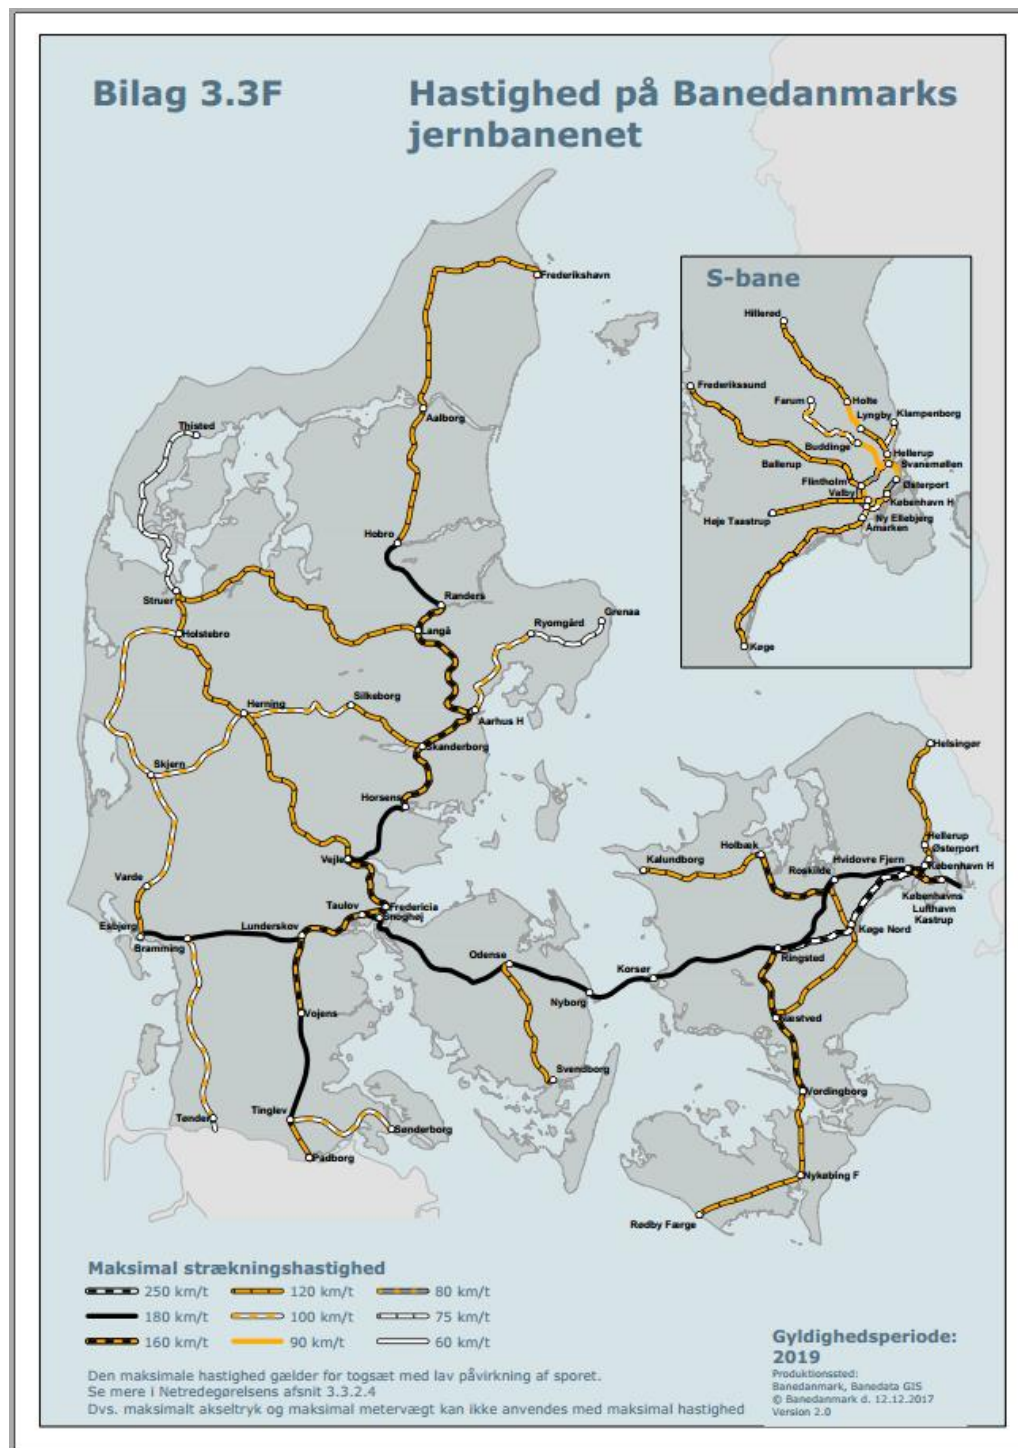 Bilag 3.3F
Hastighed på Banedanmarks
jernbanenet
Frederikshavn
S-bane
Hillerød
Frederikssund
Farum
Holte
Lyngby
Klampenborg
Buddinge
Hellerup
Svanemøllen
Ballerup
Flintholm
Østerport
Valby
København H
Høje Taastrup
Ny Ellebjerg
Åmarken
Køge
Aalborg
Thisted
Hobro
Struer
Randers
Grenaa
Ryomgård
Langå
Holstebro
Silkeborg
Herning
Aarhus H
Skanderborg
Skjern
Horsens
Helsingør
Vejle
Hellerup
Holbæk
Østerport
Kalundborg
Hvidovre Fjern
København H
Roskilde
Varde
Københavns
Lufthavn
Kastrup
Taulov
Fredericia
Snoghøj
Esbjerg
Lunderskov
Køge Nord
Bramming
Odense
Ringsted
Korsør
Nyborg
Vojens
Næstved
Svendborg
Vordingborg
Tønder
Tinglev
Sønderborg
Padborg
Nykøbing F
Rødby Færge
Maksimal strækningshastighed
250 km/t
120 km/t
80 km/t
180 km/t
100 km/t
75 km/t
160 km/t
90 km/t
60 km/t
Den maksimale hastighed gælder for togsæt med lav påvirkning af sporet.
Se mere i Netredegørelsens afsnit 3.3.2.4
Dvs. maksimalt akseltryk og maksimal metervægt kan ikke anvendes med maksimal hastighed
Gyldighedsperiode:
2019
Produktionssted:
Banedanmark, Banedata GIS
© Banedanmark d. 12.12.2017
Version 2.0